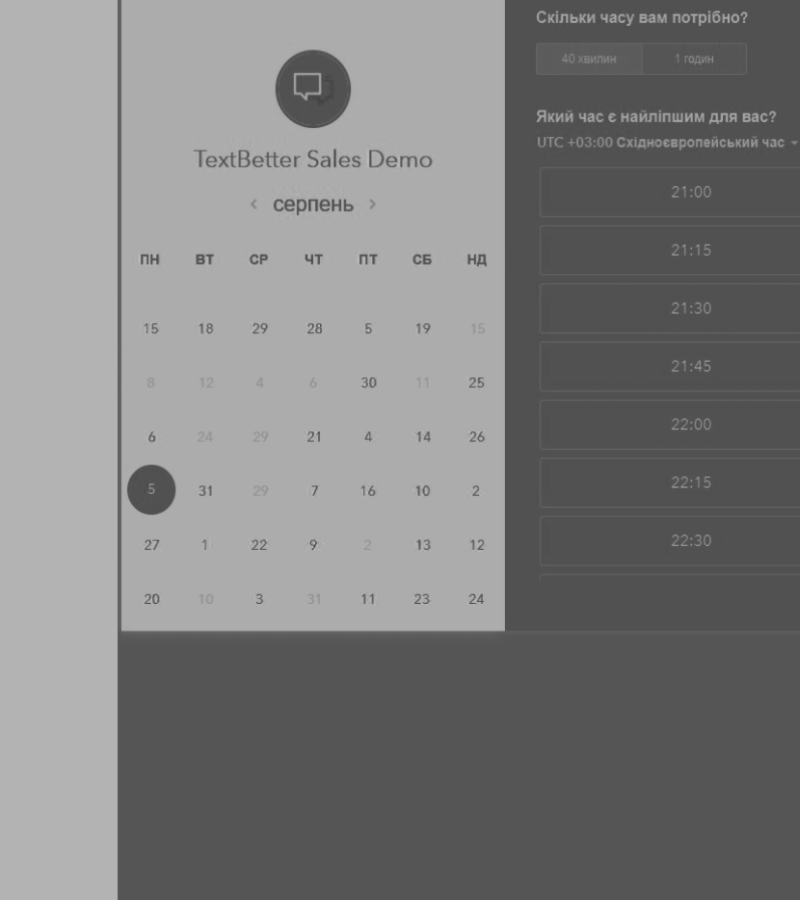 TextBetter Sales Demo
‹ серпень ›
ПН ВТ СР ЧТ ПТ СБ НД
15 18 29 28 5 19 15
8 12 4 6 30 11 25
6 24 29 21 4 14 26
5 31 29 7 16 10 2
27 1 22 9 2 13 12
20 10 3 31 11 23 24
Скільки часу вам потрібно?
40 хвилин 1 годин
Який час є найліпшим для вас?
UTC +03:00 Східноєвропейський час
21:00
21:15
21:30
21:45
22:00
22:15
22:30